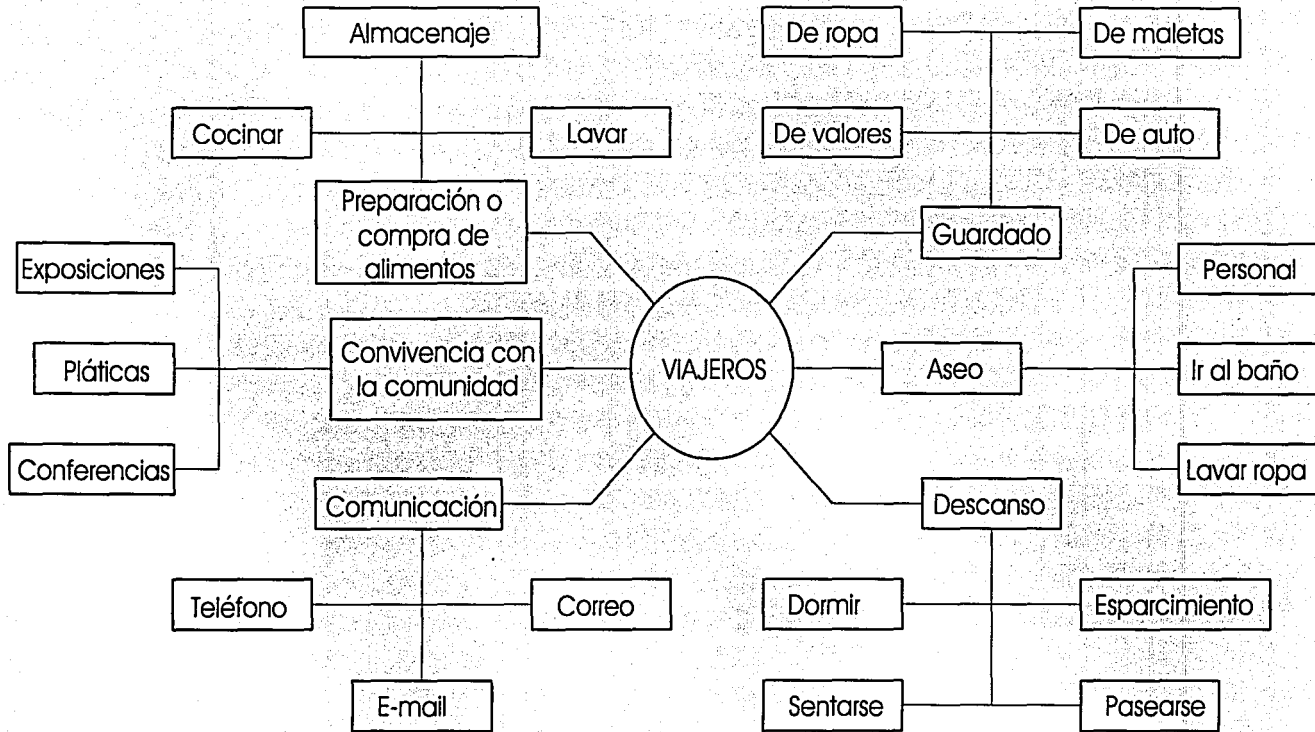 Almacenaje
De ropa
De maletas
Cocinar
Lavar
De valores
De auto
Preparación o
compra de
alimentos
Guardado
Exposiciones
Personal
Pláticas
Convivencia con
la comunidad
VIAJEROS
Aseo
Ir al baño
Conferencias
Lavar ropa
Comunicación
Descanso
Teléfono
Correo
Dormir
Esparcimiento
E-mail
Sentarse
Pasearse